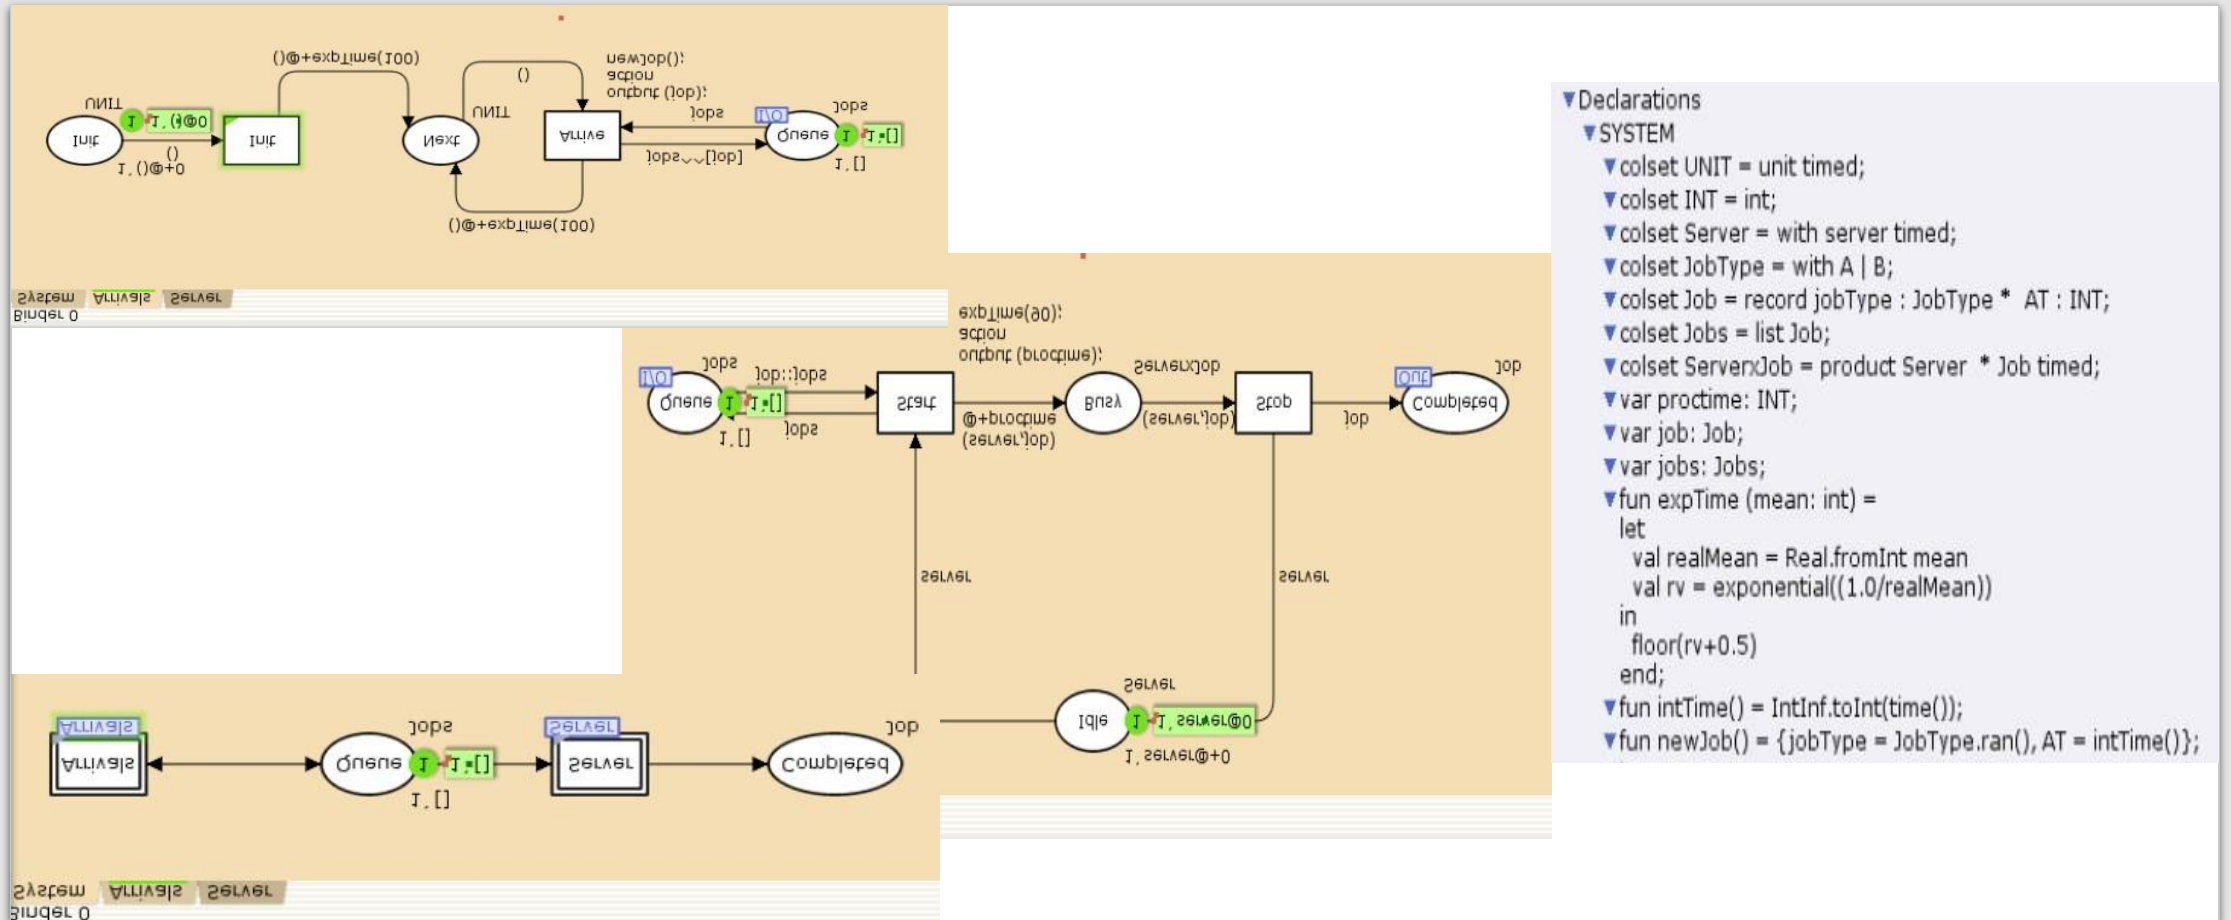 ()@+expTime(100)
()
newJob();
action
output (job);
UNIT
1
1`()@0
UNIT
jobs
I/O
Jobs
Init
()
Init
Next
Arrive
Queue
1
1`[]
1`()@+0
jobs^^[job]
1`[]
()@+expTime(100)
System
Arrivals
Server
Binder 0
expTime(90);
action
output (proctime);
I/O
Jobs
job::jobs
ServerxJob
Out
Job
Queue
1
1`[]
Start
Busy
Stop
Completed
1`[]
jobs
@+proctime
(server,job)
(server,job)
job
server
server
Server
Idle
1
1`server@0
1`server@+0
Arrivals
Jobs
Server
Job
Arrivals
Queue
1
1`[]
Server
Completed
1`[]
System
Arrivals
Server
Binder 0
Declarations
SYSTEM
colset UNIT = unit timed;
colset INT = int;
colset Server = with server timed;
colset JobType = with A | B;
colset Job = record jobType : JobType * AT : INT;
colset Jobs = list Job;
colset ServerxJob = product Server * Job timed;
var proctime: INT;
var job: Job;
var jobs: Jobs;
fun expTime (mean: int) =
let
val realMean = Real.fromInt mean
val rv = exponential((1.0/realMean))
in
floor(rv+0.5)
end;
fun intTime() = IntInf.toInt(time());
fun newJob() = {jobType = JobType.ran(), AT = intTime()};